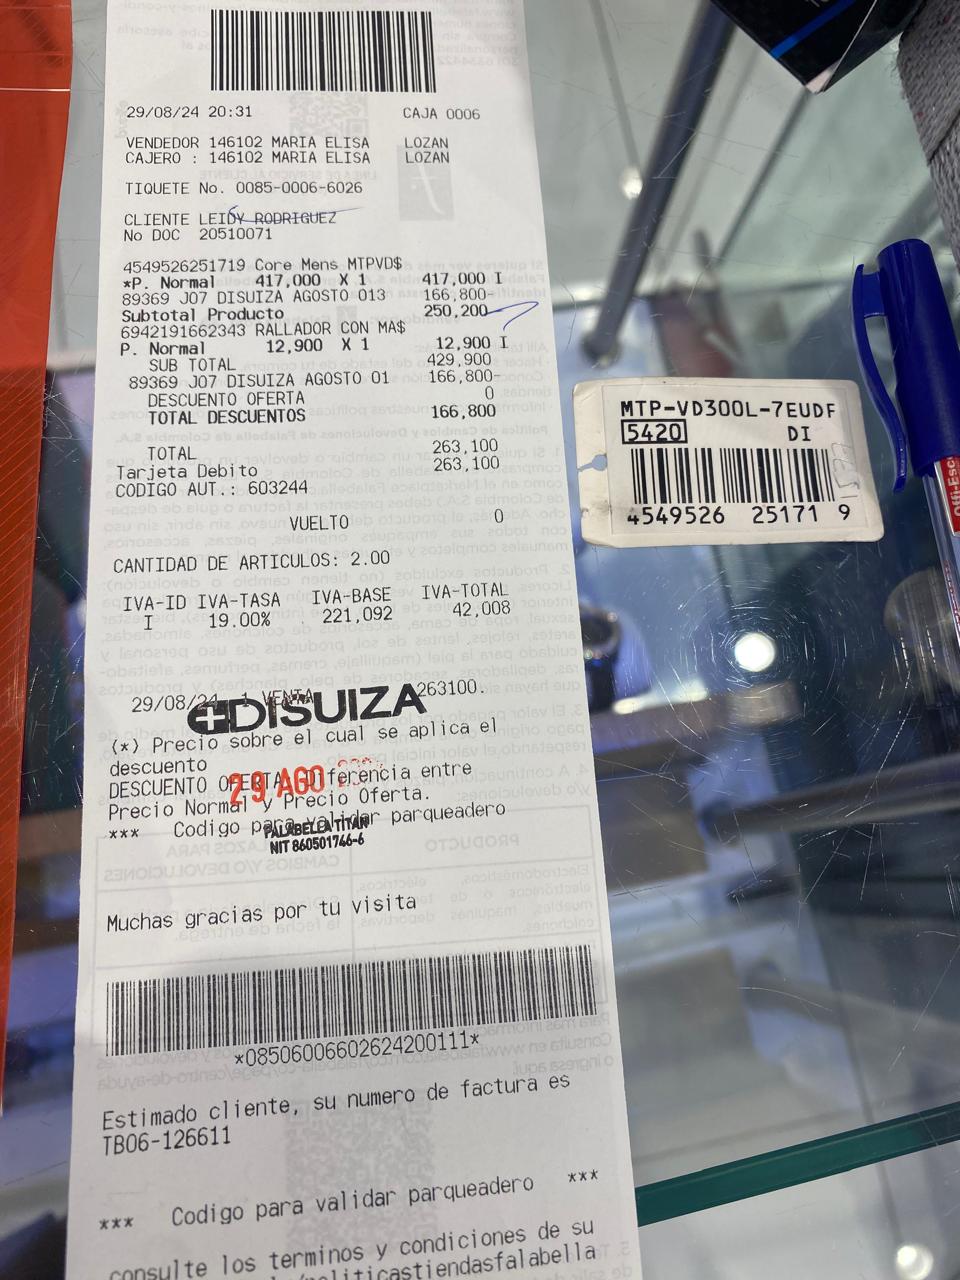 29/08/24 20:31 CAJA 0006
VENDEDOR 146102 MARIA ELISA LOZAN
CAJERO : 146102 MARIA ELISA LOZAN
TIQUETE No. 0085-0006-6026
CLIENTE LEIDY RODRIGUEZ
No DOC 20510071
4549526251719 Core Mens MTPVD$
*P. Normal 417,000 X 1 417,000 I
89369 J07 DISUIZA AGOSTO 013 166,800-
Subtotal Producto 250,200
6942191662343 RALLADOR CON MA$
P. Normal 12,900 X 1 12,900 I
SUB TOTAL 429,900
89369 J07 DISUIZA AGOSTO 01 166,800-
DESCUENTO OFERTA 0
TOTAL DESCUENTOS 166,800
TOTAL 263,100
Tarjeta Debito 263,100
CODIGO AUT.: 603244
VUELTO 0
CANTIDAD DE ARTICULOS: 2.00
IVA-ID IVA-TASA IVA-BASE IVA-TOTAL
I 19.00% 221,092 42,008
29/08/24 1 VENTA 263100.
DISUIZA
(*) Precio sobre el cual se aplica el
descuento
DESCUENTO OFERTA: Diferencia entre
29 AGO
Precio Normal y Precio Oferta.
*** Codigo para validar parqueadero
FALABELLA TITAN
NIT 860501746-6
Muchas gracias por tu visita
*08506006602624200111*
Estimado cliente, su numero de factura es
TB06-126611
*** Codigo para validar parqueadero ***
consulte los terminos y condiciones de su
/politicastiendasfalabella
MTP-VD300L-7EUDF
5420 DI
4549526 25171 9
Offi-Esc